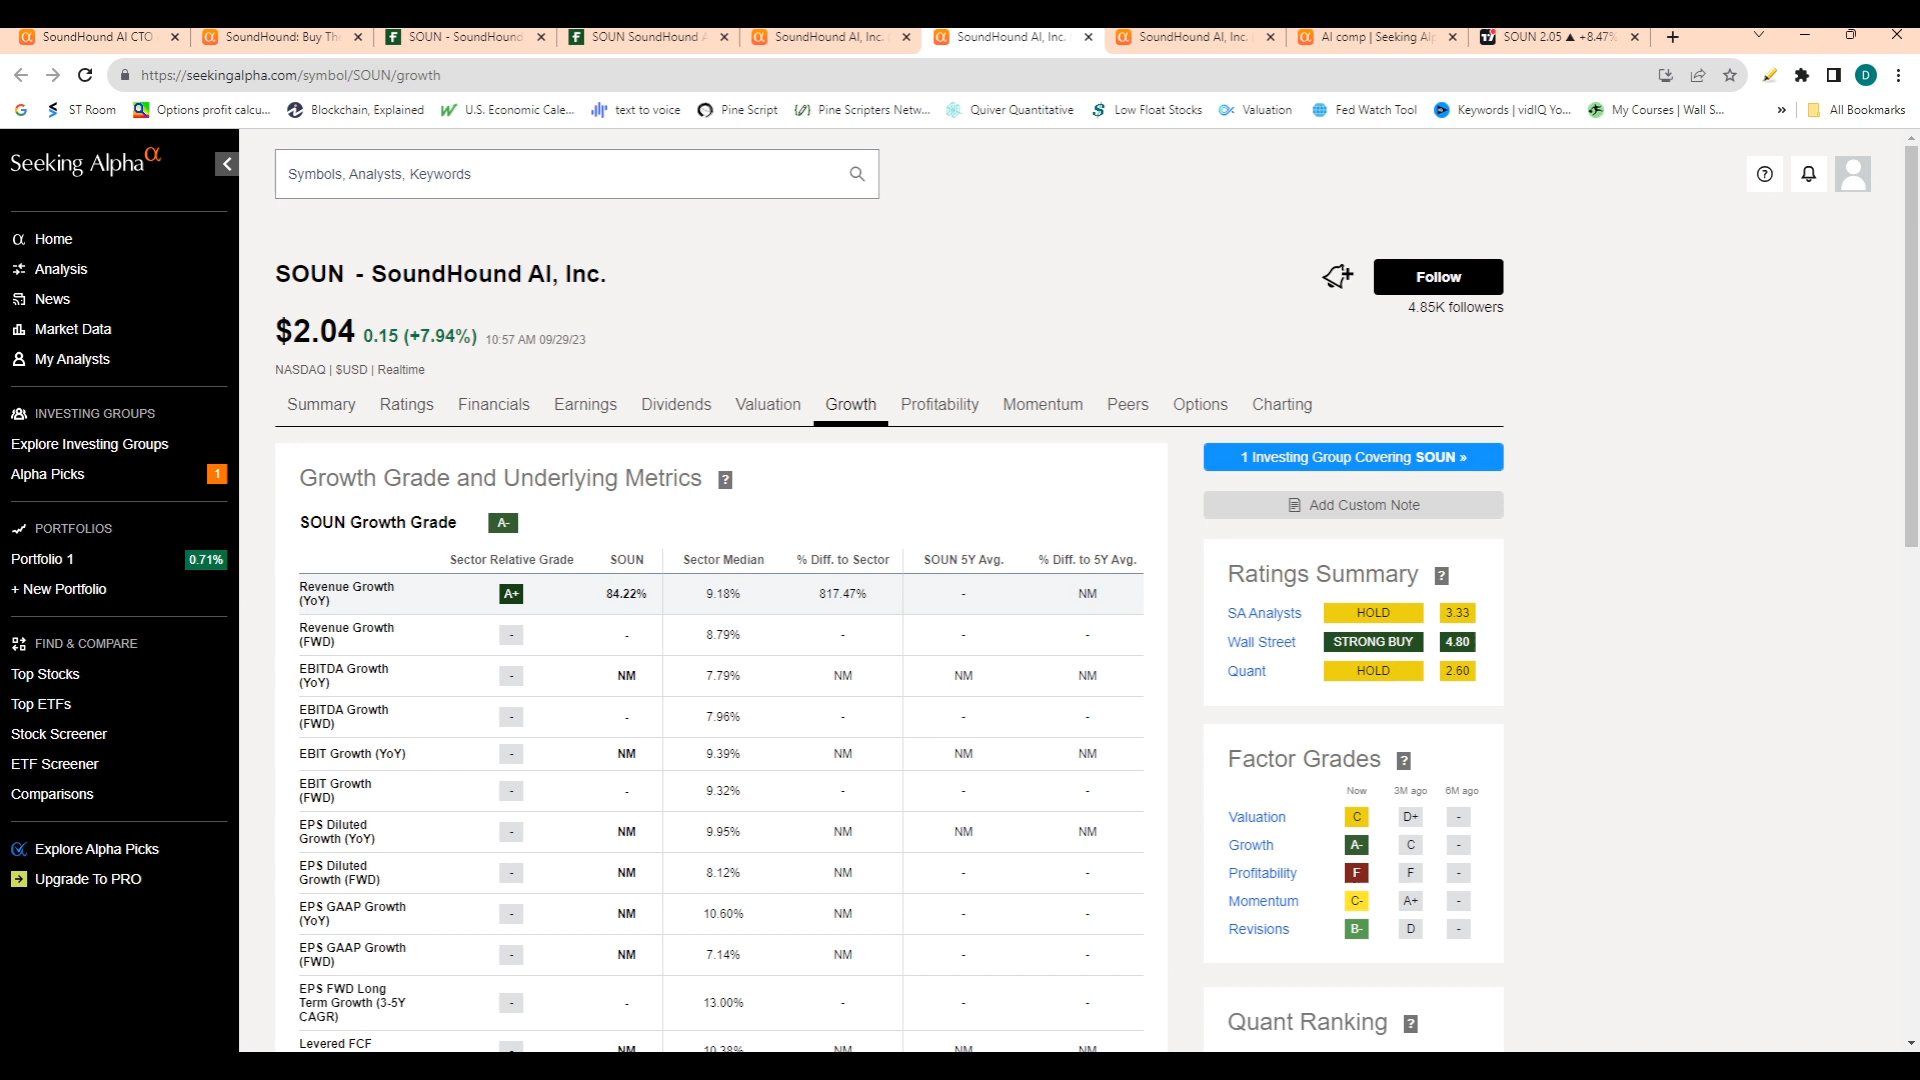 SoundHound AI CTO
SoundHound: Buy Th
SOUN - SoundHound
SOUN SoundHound A
SoundHound AI, Inc.
SoundHound AI, Inc.
SoundHound AI, Inc.
AI comp | Seeking Alp
SOUN 2.05 ▲ +8.47%
https://seekingalpha.com/symbol/SOUN/growth
D
ST Room
Options profit calcu...
Blockchain, Explained
U.S. Economic Cale...
text to voice
Pine Script
Pine Scripters Netw...
Quiver Quantitative
Low Float Stocks
Valuation
Fed Watch Tool
Keywords | vidIQ Yo...
My Courses | Wall S...
»
All Bookmarks
Seeking Alpha α
Symbols, Analysts, Keywords
Home
Analysis
News
Market Data
My Analysts
INVESTING GROUPS
Explore Investing Groups
Alpha Picks 1
PORTFOLIOS
Portfolio 1 0.71%
+ New Portfolio
FIND & COMPARE
Top Stocks
Top ETFs
Stock Screener
ETF Screener
Comparisons
Explore Alpha Picks
Upgrade To PRO
SOUN - SoundHound AI, Inc.
Follow
4.85K followers
$2.04 0.15 (+7.94%) 10:57 AM 09/29/23
NASDAQ | $USD | Realtime
Summary Ratings Financials Earnings Dividends Valuation Growth Profitability Momentum Peers Options Charting
Growth Grade and Underlying Metrics ?
SOUN Growth Grade A-
Sector Relative Grade SOUN Sector Median % Diff. to Sector SOUN 5Y Avg. % Diff. to 5Y Avg.
Revenue Growth
(YoY) A+ 84.22% 9.18% 817.47% - NM
Revenue Growth
(FWD) - - 8.79% - - -
EBITDA Growth
(YoY) - NM 7.79% NM NM NM
EBITDA Growth
(FWD) - - 7.96% - - -
EBIT Growth (YoY) - NM 9.39% NM NM NM
EBIT Growth
(FWD) - - 9.32% - - -
EPS Diluted
Growth (YoY) - NM 9.95% NM NM NM
EPS Diluted
Growth (FWD) - NM 8.12% NM - -
EPS GAAP Growth
(YoY) - NM 10.60% NM - -
EPS GAAP Growth
(FWD) - NM 7.14% NM - -
EPS FWD Long
Term Growth (3-5Y
CAGR) - - 13.00% - - -
Levered FCF - NM 10.38% NM NM NM
1 Investing Group Covering SOUN »
Add Custom Note
Ratings Summary ?
SA Analysts HOLD 3.33
Wall Street STRONG BUY 4.80
Quant HOLD 2.60
Factor Grades ?
Now 3M ago 6M ago
Valuation C D+ -
Growth A- C -
Profitability F F -
Momentum C- A+ -
Revisions B- D -
Quant Ranking ?